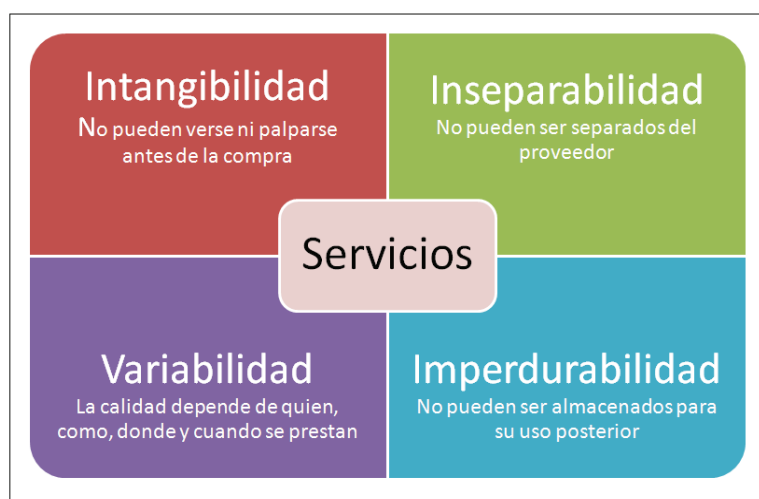 Intangibilidad
No pueden verse ni palparse
antes de la compra
Inseparabilidad
No pueden ser separados del
proveedor
Servicios
Variabilidad
La calidad depende de quien,
como, donde y cuando se prestan
Imperdurabilidad
No pueden ser almacenados para
su uso posterior